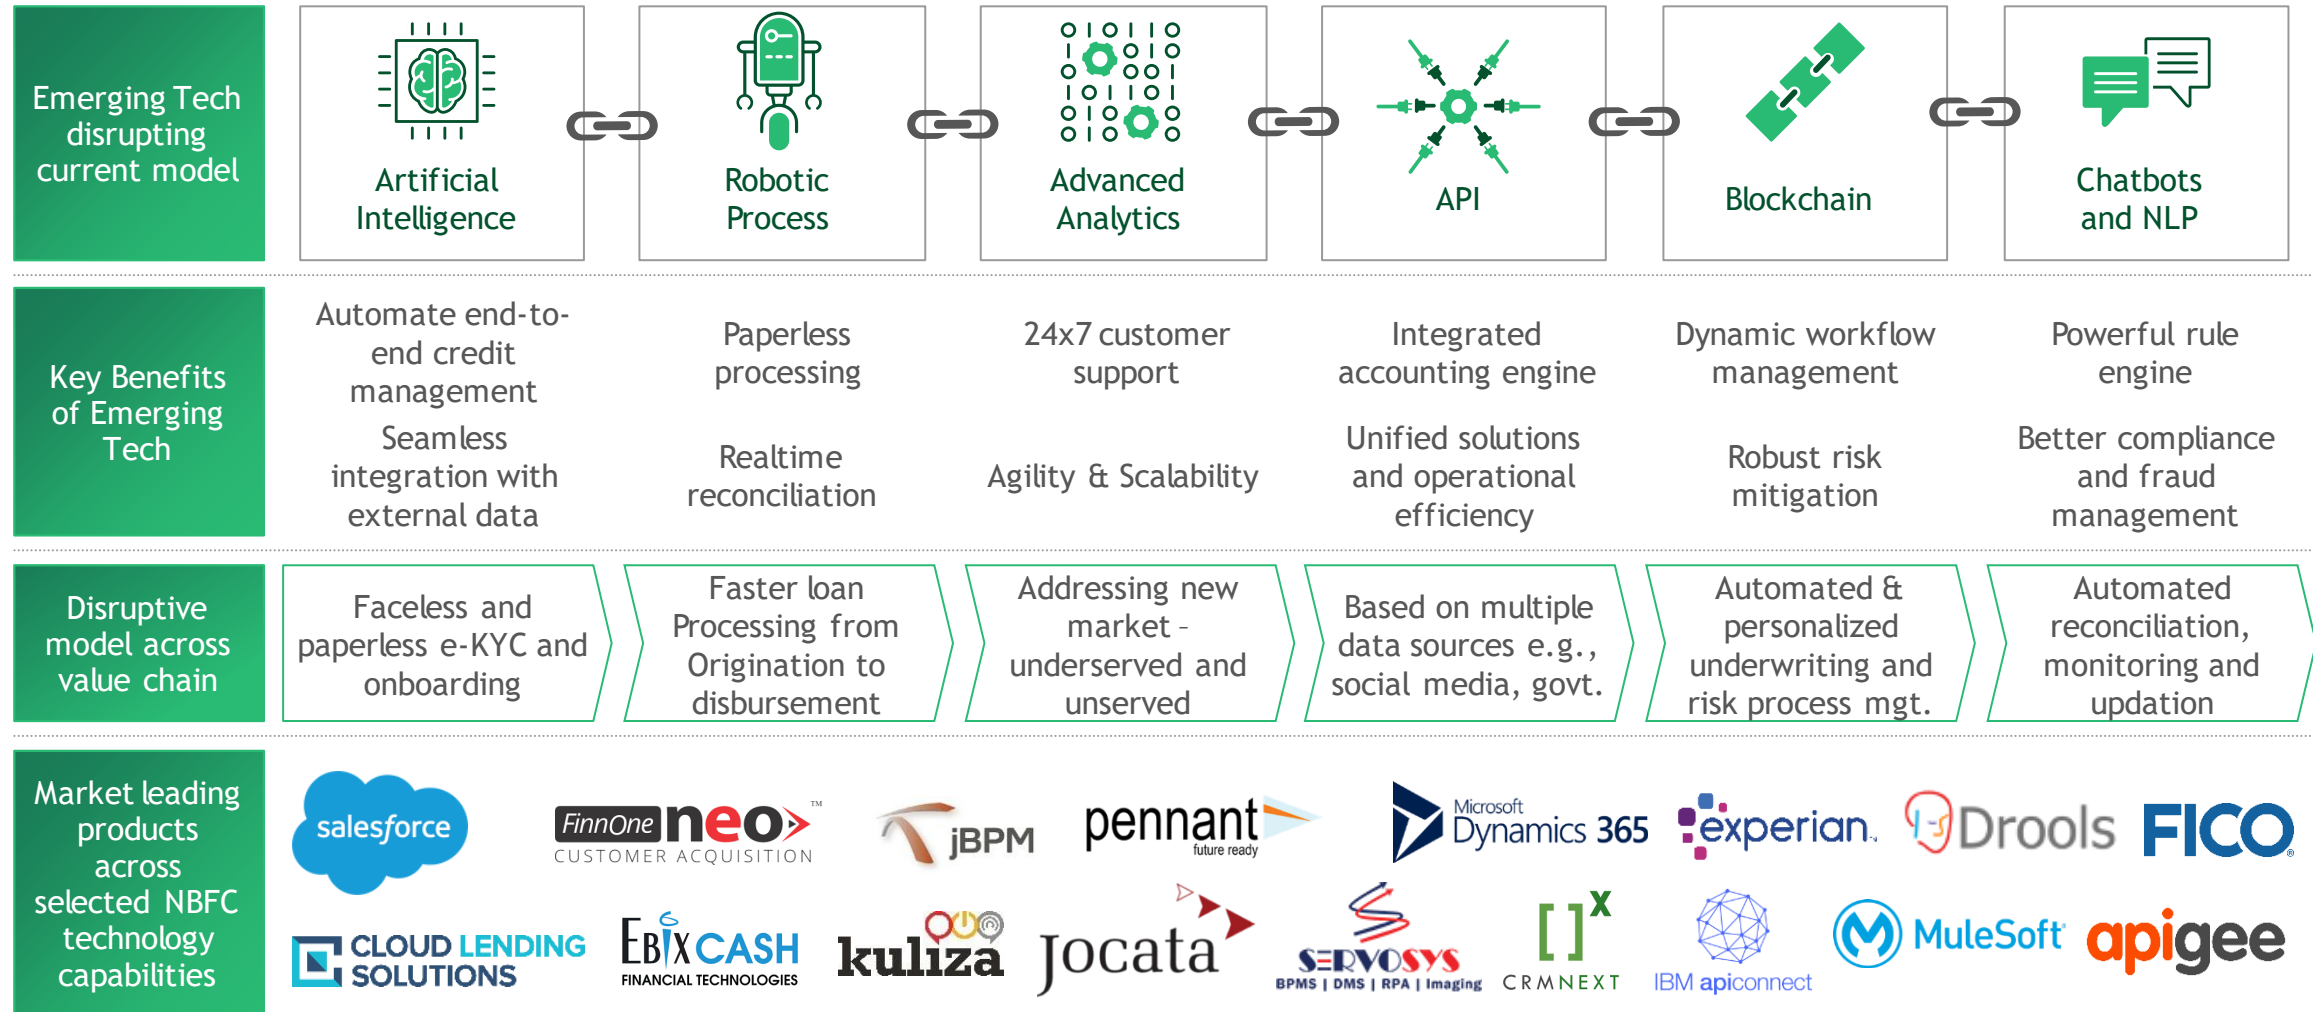 Emerging Tech
disrupting
current model
Artificial
Intelligence
Robotic
Process
Advanced
Analytics
API
Blockchain
Chatbots
and NLP
Key Benefits
of Emerging
Tech
Automate end-to-
end credit
management
Paperless
processing
24x7 customer
support
Integrated
accounting engine
Dynamic workflow
management
Powerful rule
engine
Seamless
integration with
external data
Realtime
reconciliation
Agility & Scalability
Unified solutions
and operational
efficiency
Robust risk
mitigation
Better compliance
and fraud
management
Disruptive
model across
value chain
Faceless and
paperless e-KYC and
onboarding
Faster loan
Processing from
Origination to
disbursement
Addressing new
market –
underserved and
unserved
Based on multiple
data sources e.g.,
social media, govt.
Automated &
personalized
underwriting and
risk process mgt.
Automated
reconciliation,
monitoring and
updation
Market leading
products
across
selected NBFC
technology
capabilities
salesforce
FinnOne neo ™
CUSTOMER ACQUISITION
jBPM
pennant
future ready
Microsoft
Dynamics 365
experian™
Drools
FICO®
CLOUD LENDING
SOLUTIONS
EBIXCASH
FINANCIAL TECHNOLOGIES
kuliza
Jocata
SERVOSYS
BPMS | DMS | RPA | Imaging
[ ]X
CRMNEXT
IBM apiconnect
MuleSoft
apigee